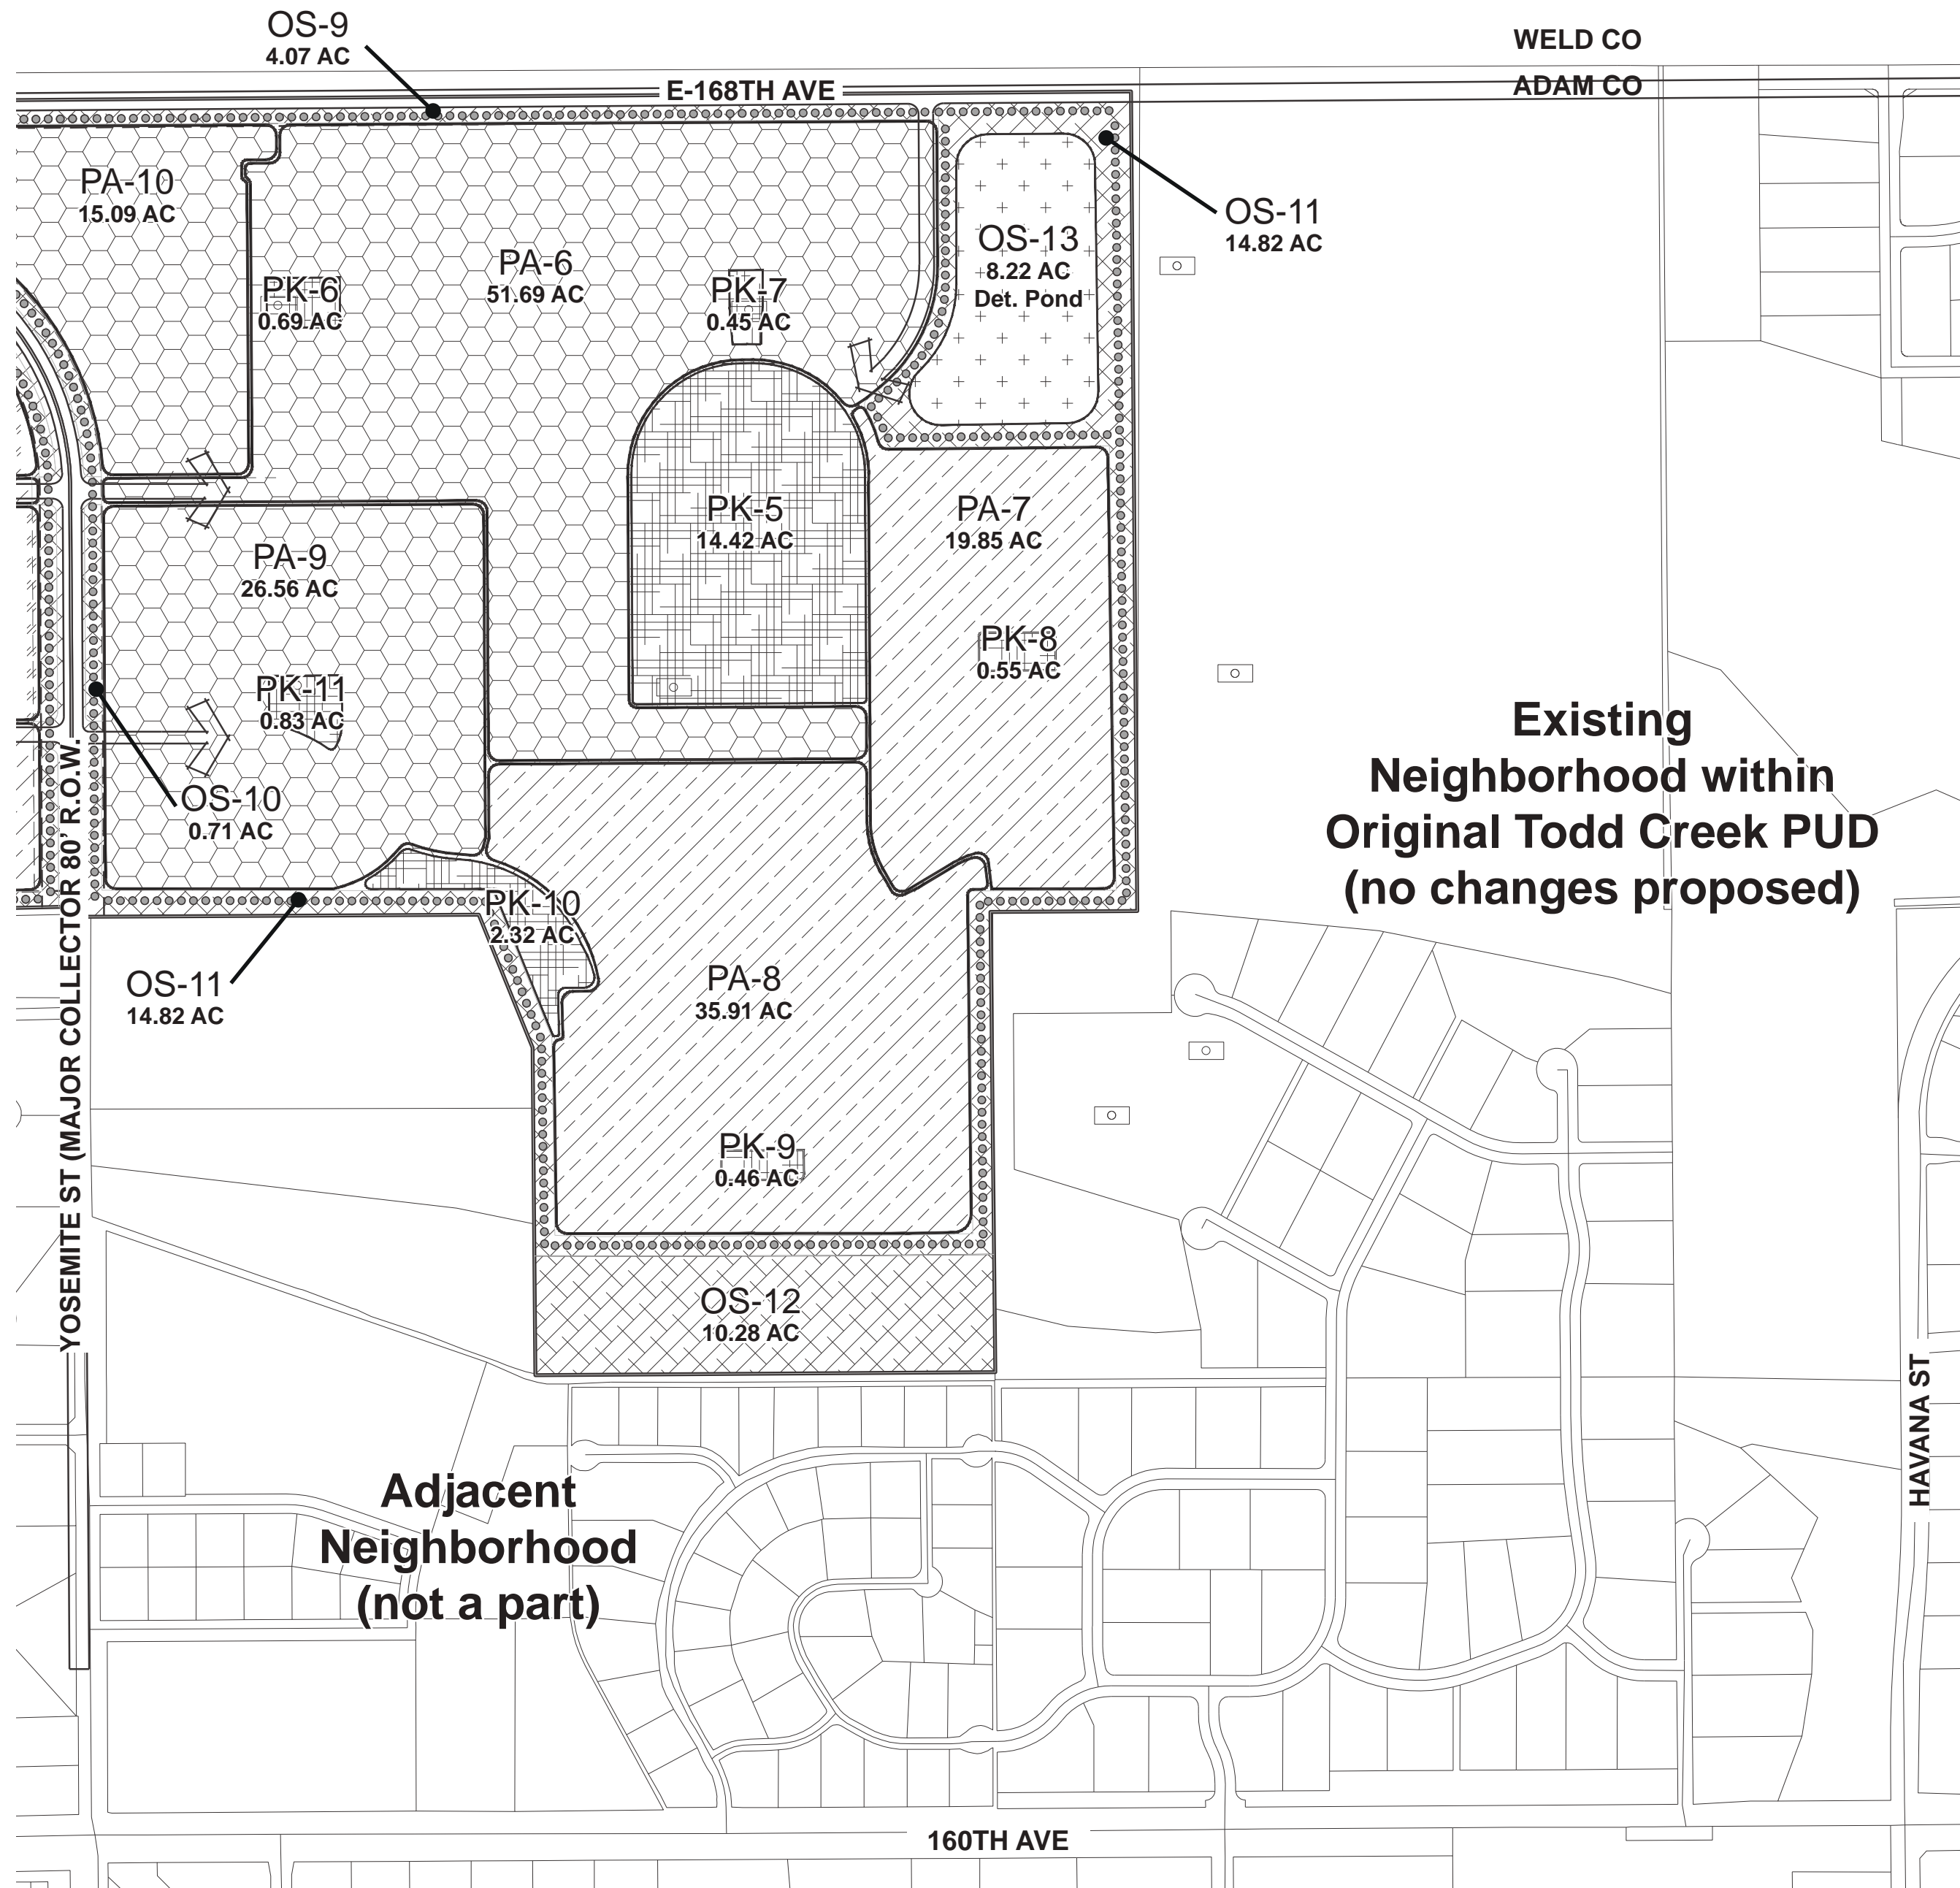 OS-9
4.07 AC
WELD CO
E-168TH AVE
ADAM CO
PA-10
15.09 AC
OS-11
14.82 AC
OS-13
8.22 AC
Det. Pond
PA-6
51.69 AC
PK-6
0.69 AC
PK-7
0.45 AC
PK-5
14.42 AC
PA-7
19.85 AC
PA-9
26.56 AC
PK-8
0.55 AC
PK-11
0.83 AC
Existing
Neighborhood within
Original Todd Creek PUD
(no changes proposed)
OS-10
0.71 AC
YOSEMITE ST (MAJOR COLLECTOR 80' R.O.W.
PK-10
2.32 AC
OS-11
14.82 AC
PA-8
35.91 AC
PK-9
0.46 AC
OS-12
10.28 AC
HAVANA ST
Adjacent
Neighborhood
(not a part)
160TH AVE